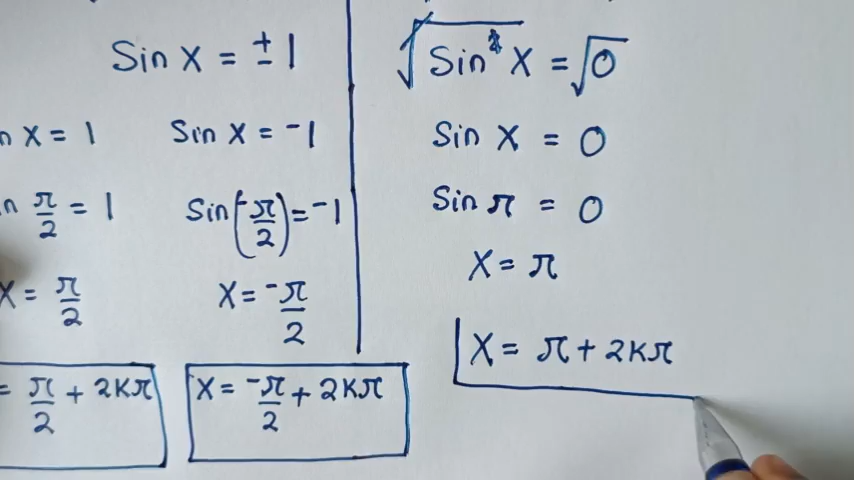 Sin X = ± 1
n X = 1
Sin X = -1
n π/2 = 1
Sin(-π/2) = -1
X = π/2
X = -π/2
= π/2 + 2Kπ
X = -π/2 + 2Kπ
√Sin² X = √0
Sin X = 0
Sin π = 0
X = π
X = π + 2Kπ